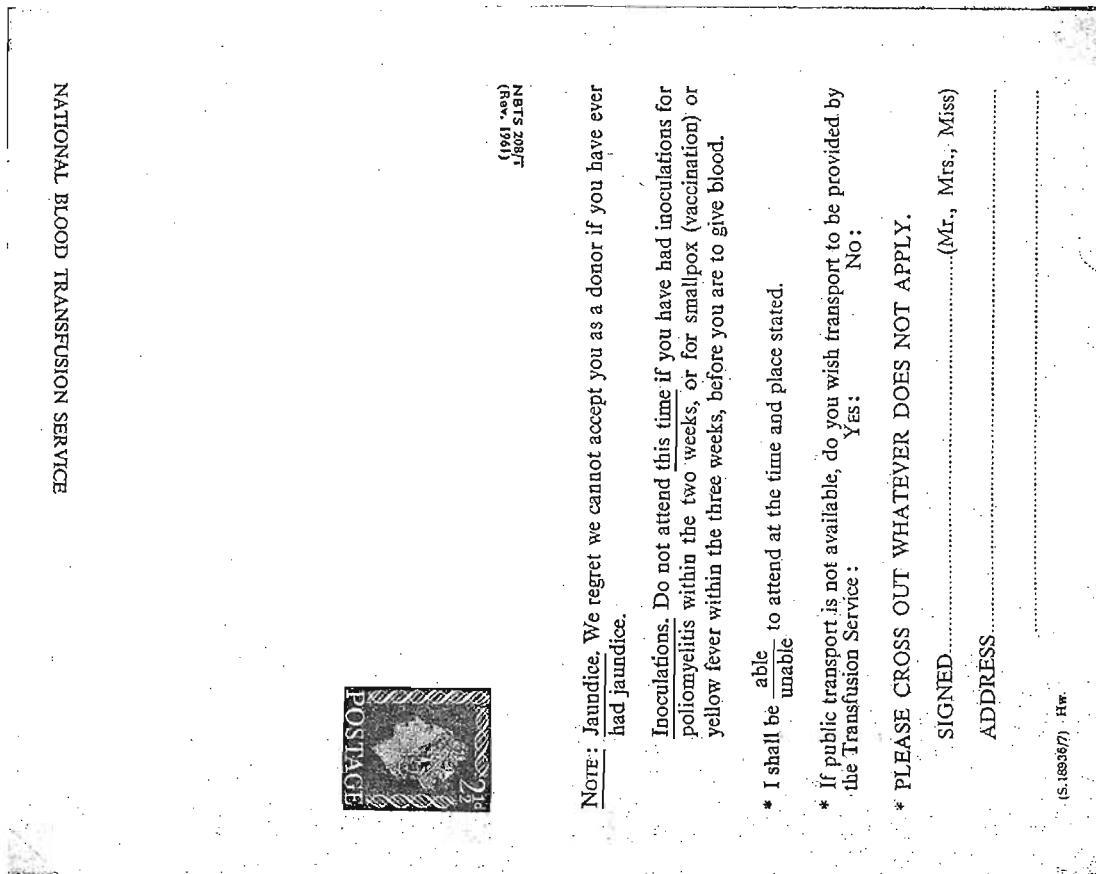 NATIONAL BLOOD TRANSFUSION SERVICE
POSTAGE
2½d
NBTS 208/T
(Rev. 1961)
NOTE: Jaundice. We regret we cannot accept you as a donor if you have ever
had jaundice.
Inoculations. Do not attend this time if you have had inoculations for
poliomyelitis within the two weeks, or for smallpox (vaccination) or
yellow fever within the three weeks, before you are to give blood.
* I shall be able
unable to attend at the time and place stated.
* If public transport is not available, do you wish transport to be provided by
the Transfusion Service: YES: NO:
* PLEASE CROSS OUT WHATEVER DOES NOT APPLY.
SIGNED..........(Mr., Mrs., Miss)
ADDRESS..........
(S.18936/7) Hw.